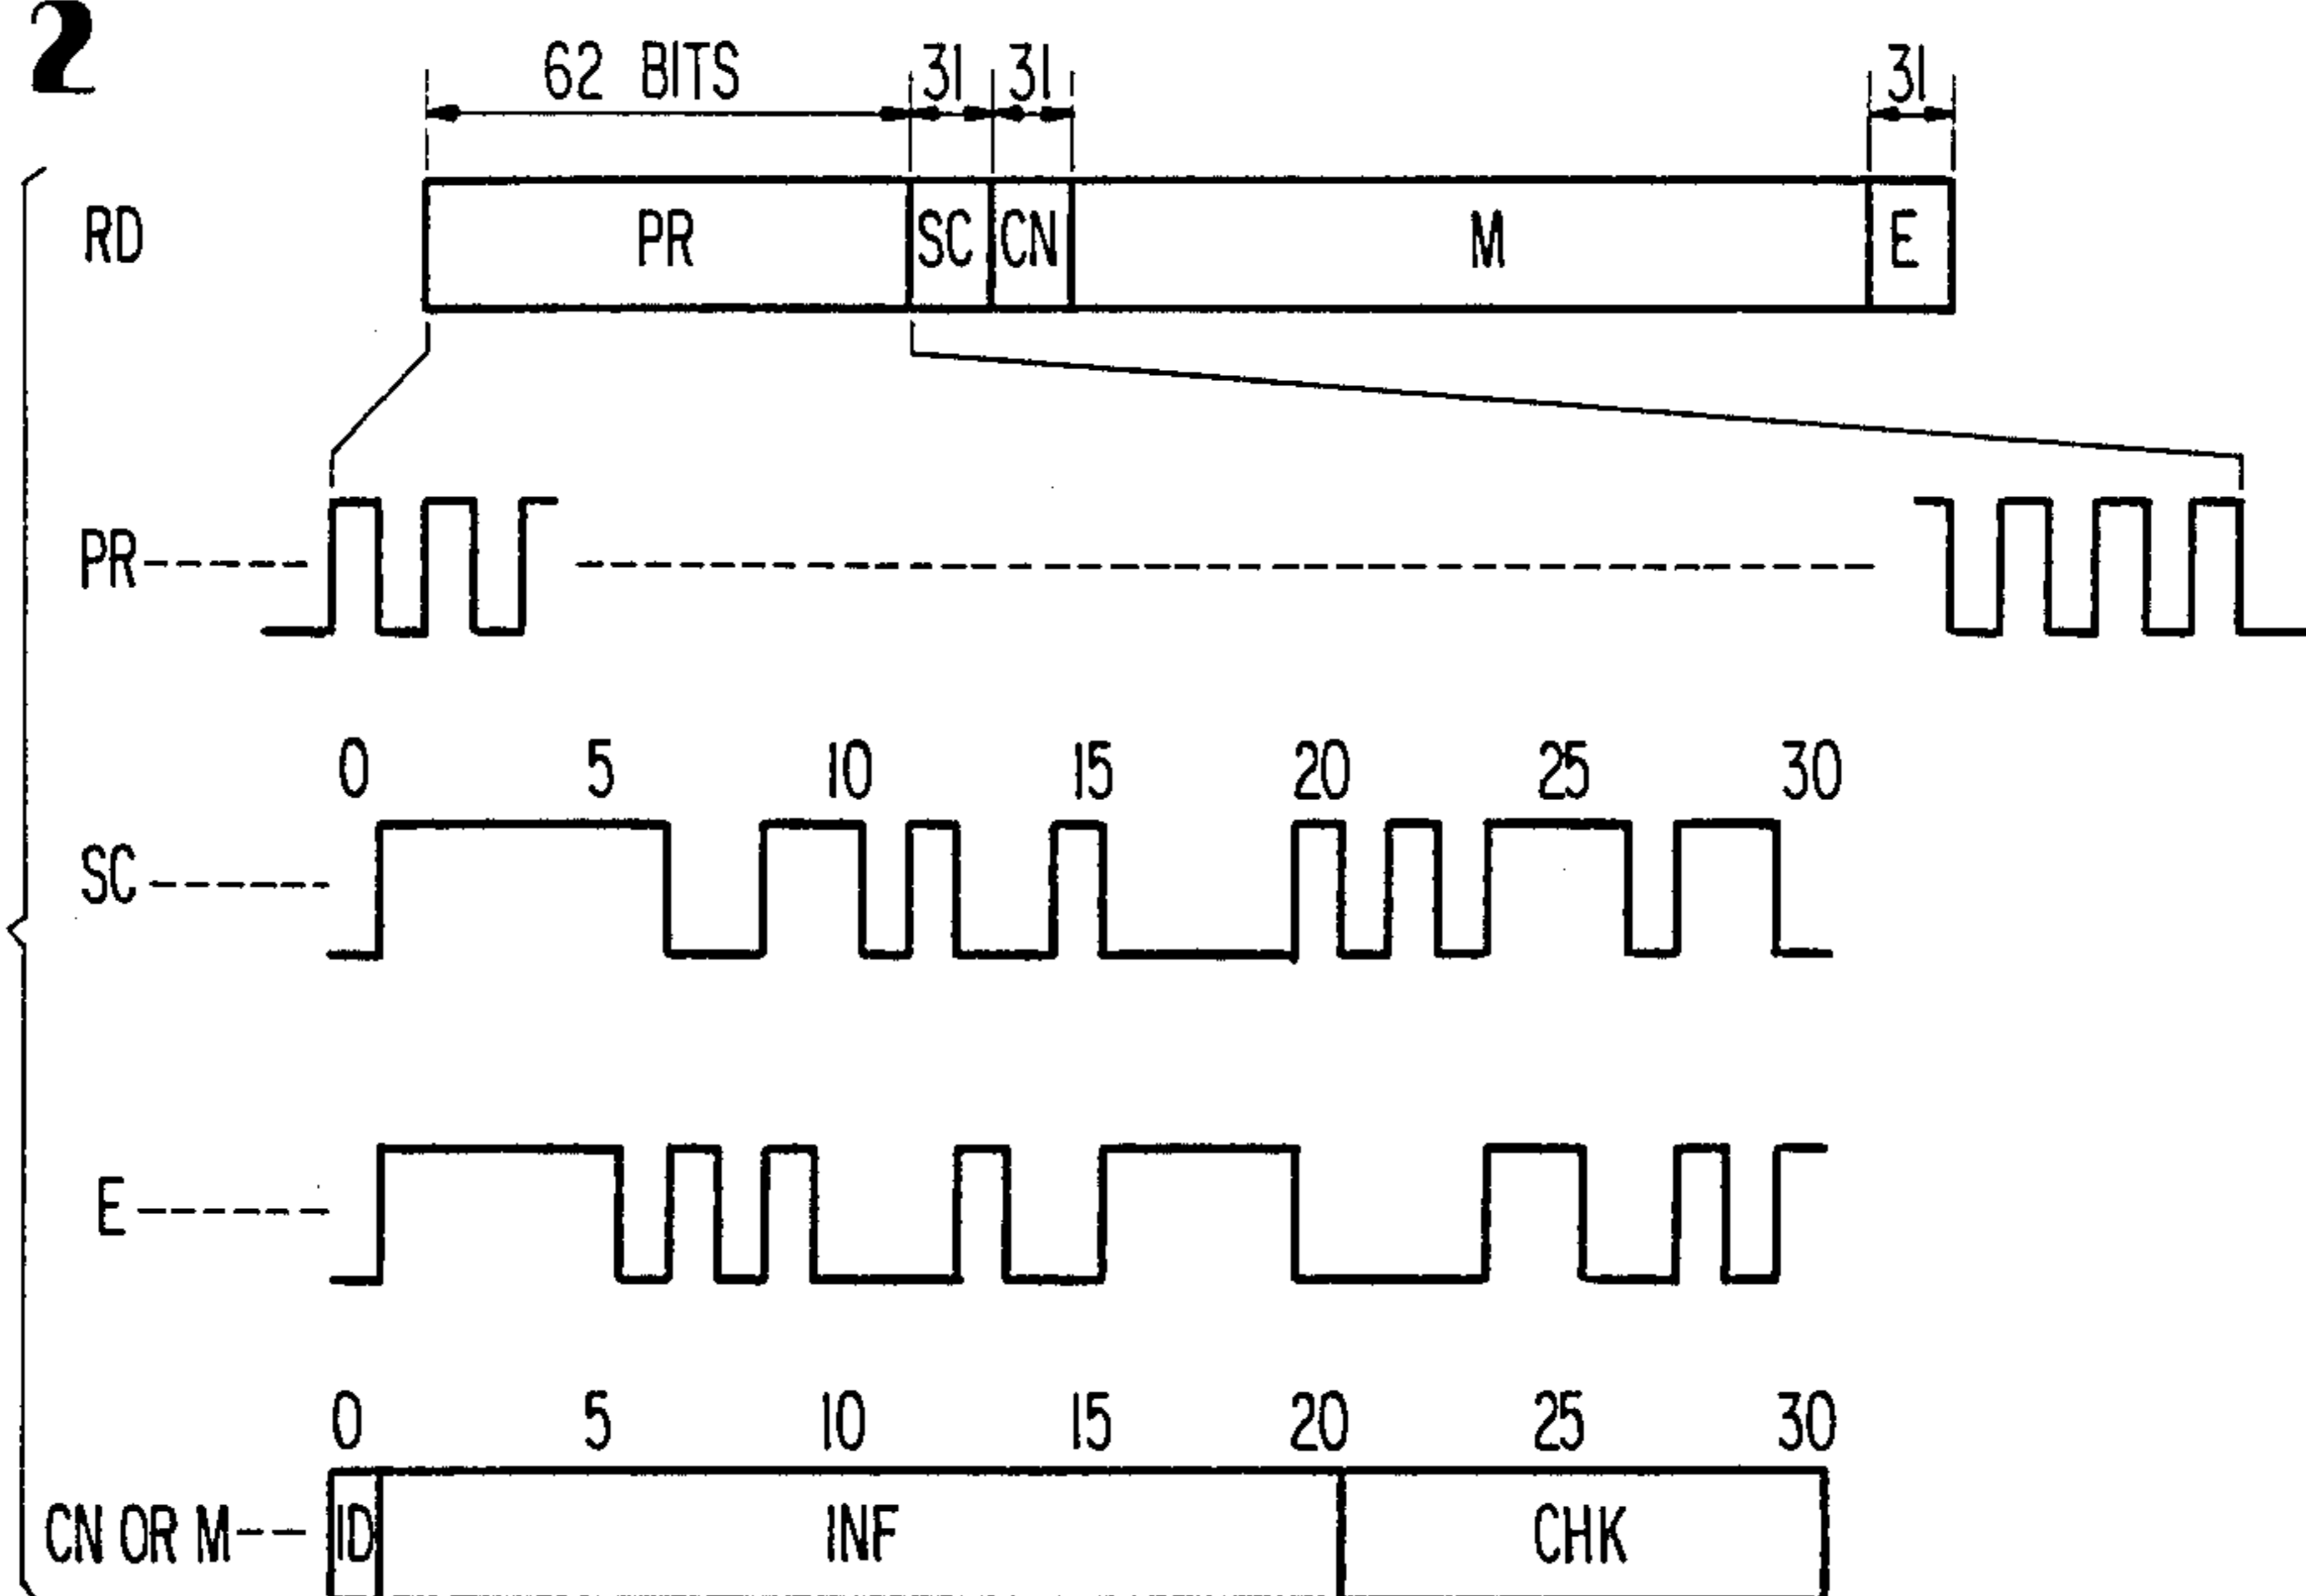 2
62 BITS 31 31 31
RD PR SC CN M E
PR
0 5 10 15 20 25 30
SC
E
0 5 10 15 20 25 30
CN OR M ID INF CHK